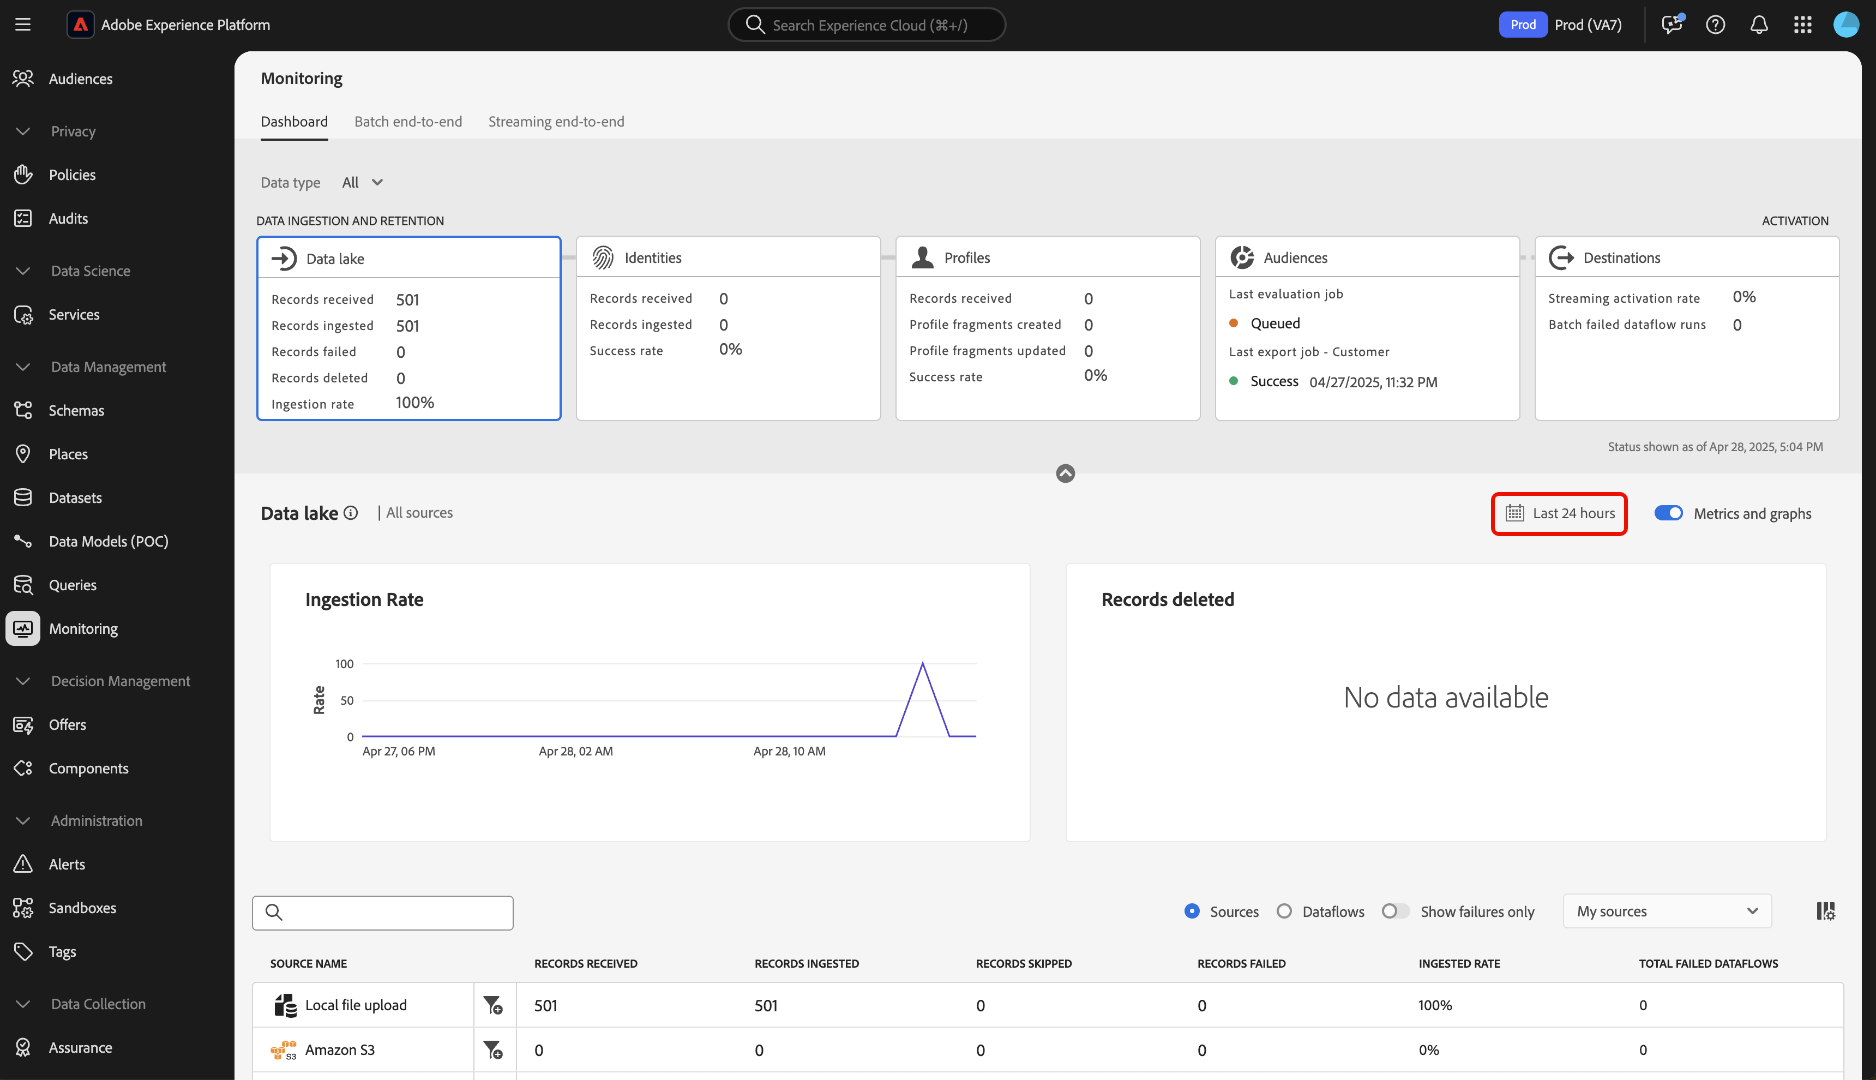 Adobe Experience Platform
Search Experience Cloud (⌘+/)
Prod
Prod (VA7)
Audiences
Privacy
Policies
Audits
Data Science
Services
Data Management
Schemas
Places
Datasets
Data Models (POC)
Queries
Monitoring
Decision Management
Offers
Components
Administration
Alerts
Sandboxes
Tags
Data Collection
Assurance
Monitoring
Dashboard Batch end-to-end Streaming end-to-end
Data type All
DATA INGESTION AND RETENTION ACTIVATION
Data lake
Records received 501
Records ingested 501
Records failed 0
Records deleted 0
Ingestion rate 100%
Identities
Records received 0
Records ingested 0
Success rate 0%
Profiles
Records received 0
Profile fragments created 0
Profile fragments updated 0
Success rate 0%
Audiences
Last evaluation job
Queued
Last export job - Customer
Success 04/27/2025, 11:32 PM
Destinations
Streaming activation rate 0%
Batch failed dataflow runs 0
Status shown as of Apr 28, 2025, 5:04 PM
Data lake | All sources
Last 24 hours
Metrics and graphs
Ingestion Rate
Rate
100
50
0
Apr 27, 06 PM Apr 28, 02 AM Apr 28, 10 AM
Records deleted
No data available
Sources Dataflows Show failures only My sources
SOURCE NAME RECORDS RECEIVED RECORDS INGESTED RECORDS SKIPPED RECORDS FAILED INGESTED RATE TOTAL FAILED DATAFLOWS
Local file upload 501 501 0 0 100% 0
S3 Amazon S3 0 0 0 0 0% 0